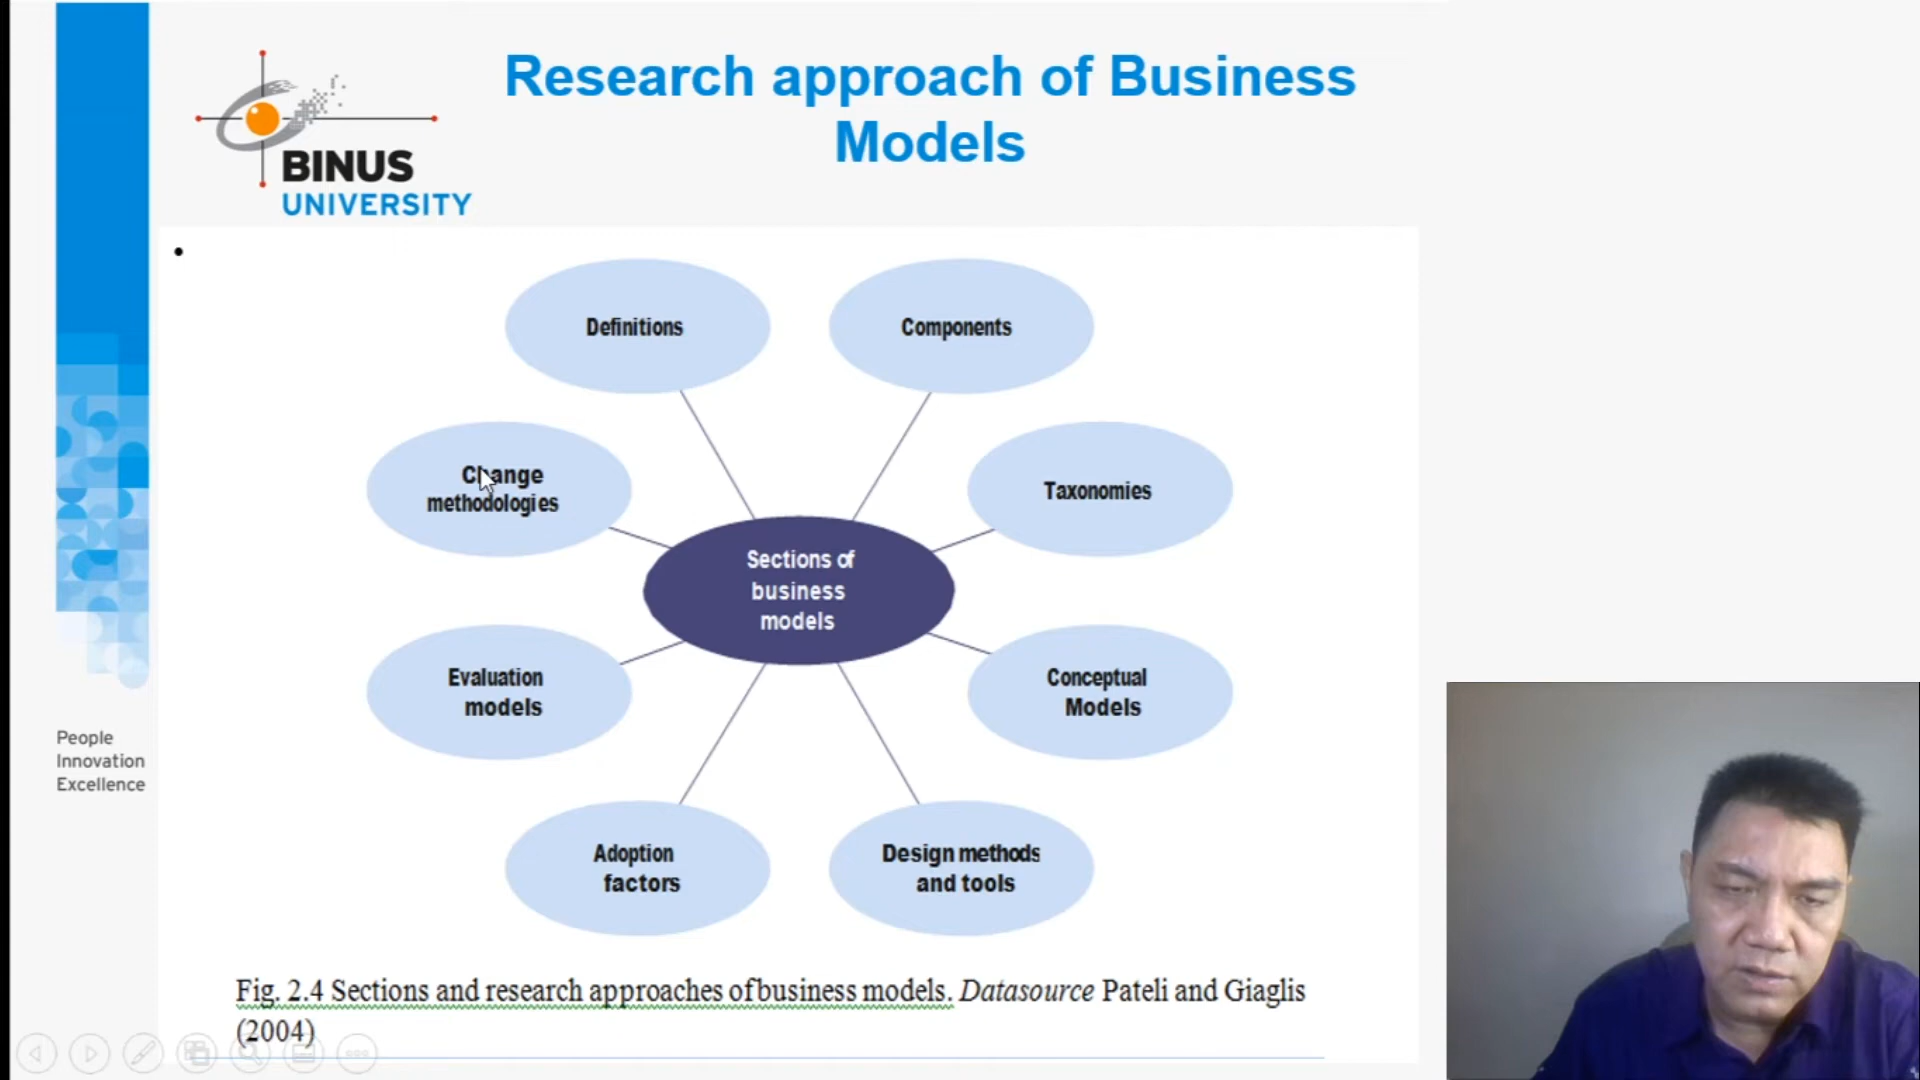 Research approach of Business
Models
BINUS
UNIVERSITY
•
Definitions
Components
Change
methodologies
Taxonomies
Sections of
business
models
Evaluation
models
Conceptual
Models
Adoption
factors
Design methods
and tools
People
Innovation
Excellence
Fig. 2.4 Sections and research approaches of business models. Datasource Pateli and Giaglis
(2004)